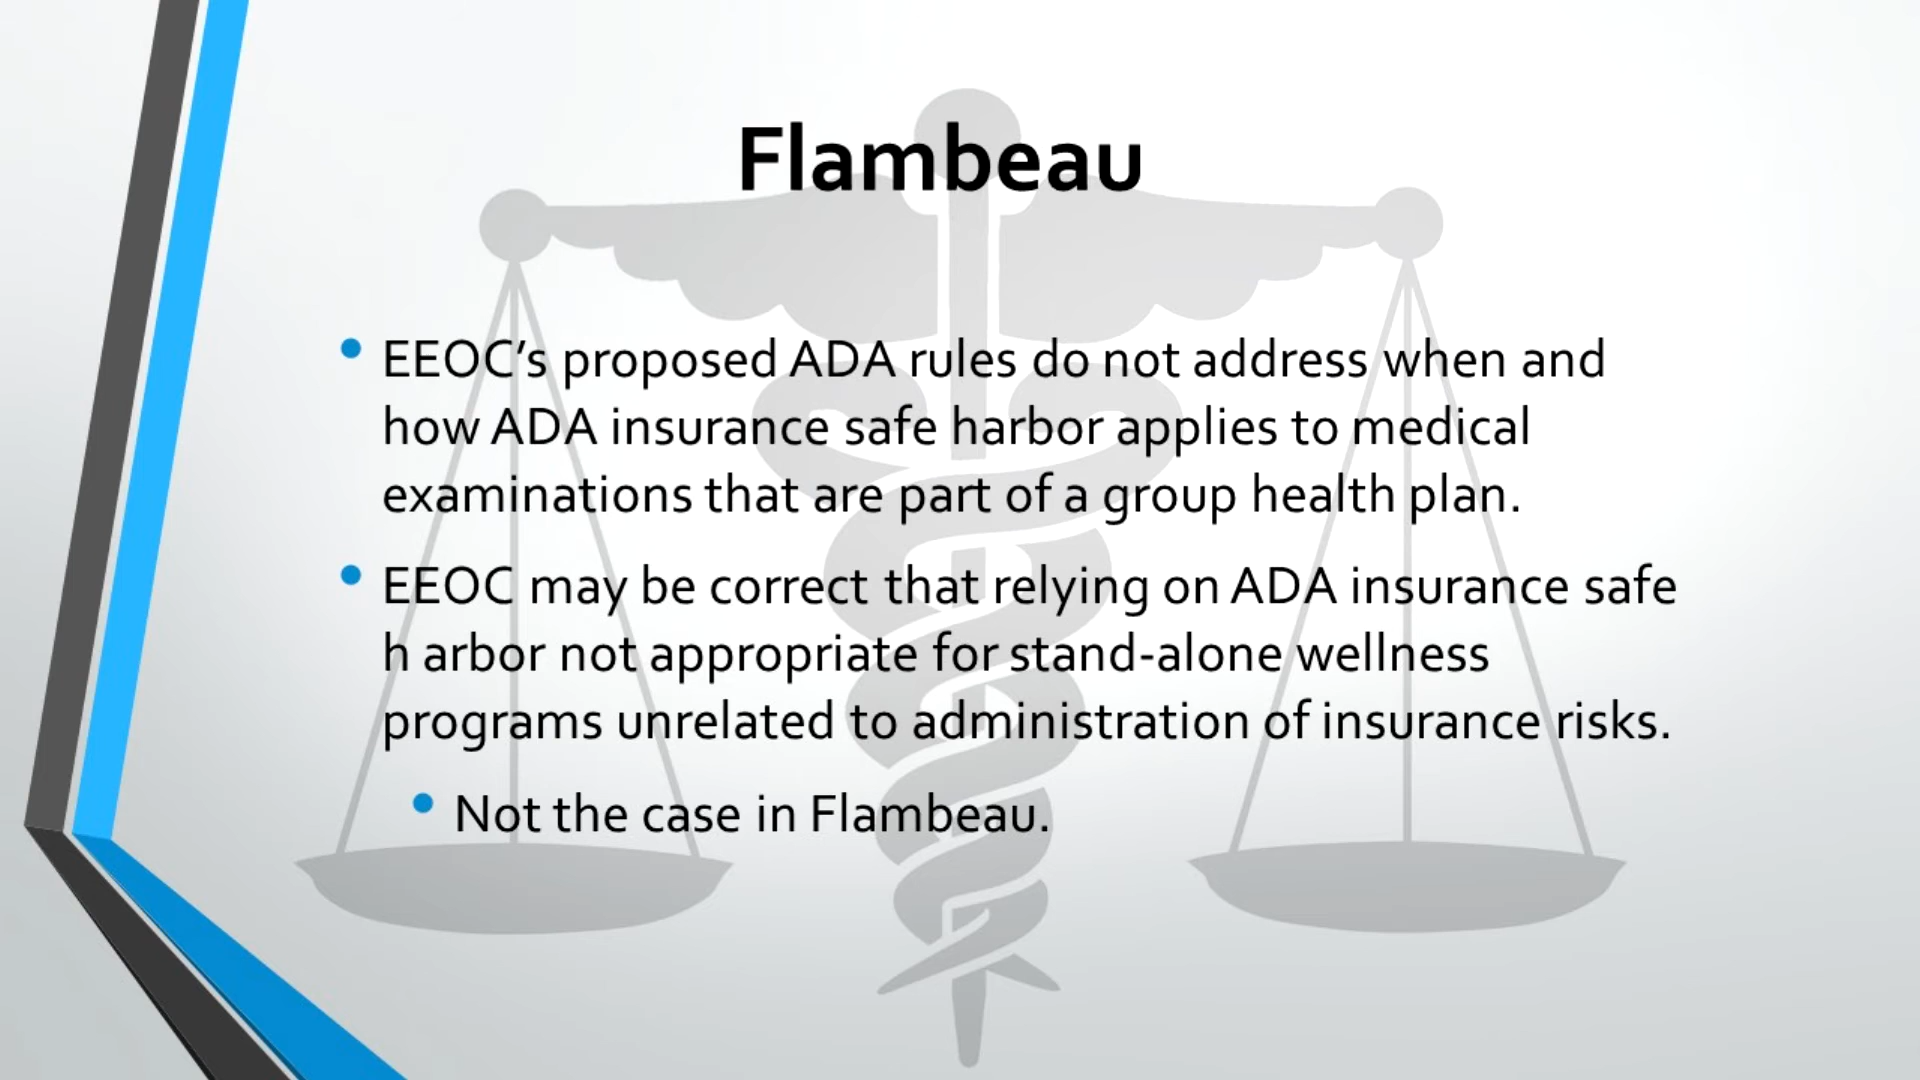 Flambeau
• EEOC’s proposed ADA rules do not address when and
how ADA insurance safe harbor applies to medical
examinations that are part of a group health plan.
• EEOC may be correct that relying on ADA insurance safe
h arbor not appropriate for stand-alone wellness
programs unrelated to administration of insurance risks.
• Not the case in Flambeau.